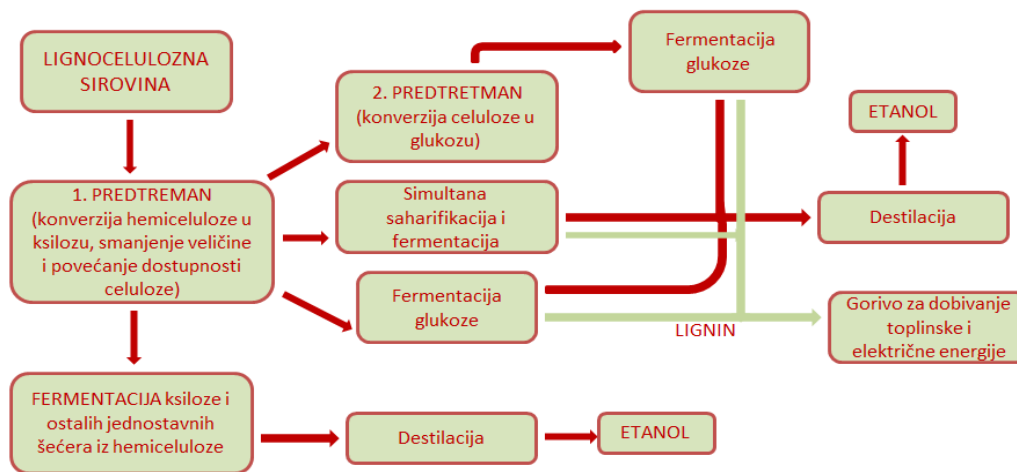 LIGNOCELULOZNA
SIROVINA
1. PREDTREMAN
(konverzija hemiceluloze u
ksilozu, smanjenje veličine
i povećanje dostupnosti
celuloze)
2. PREDTRETMAN
(konverzija celuloze u
glukozu)
Fermentacija
glukoze
Simultana
saharifikacija i
fermentacija
Fermentacija
glukoze
ETANOL
Destilacija
LIGNIN
Gorivo za dobivanje
toplinske i
električne energije
FERMENTACIJA ksiloze i
ostalih jednostavnih
šećera iz hemiceluloze
Destilacija
ETANOL